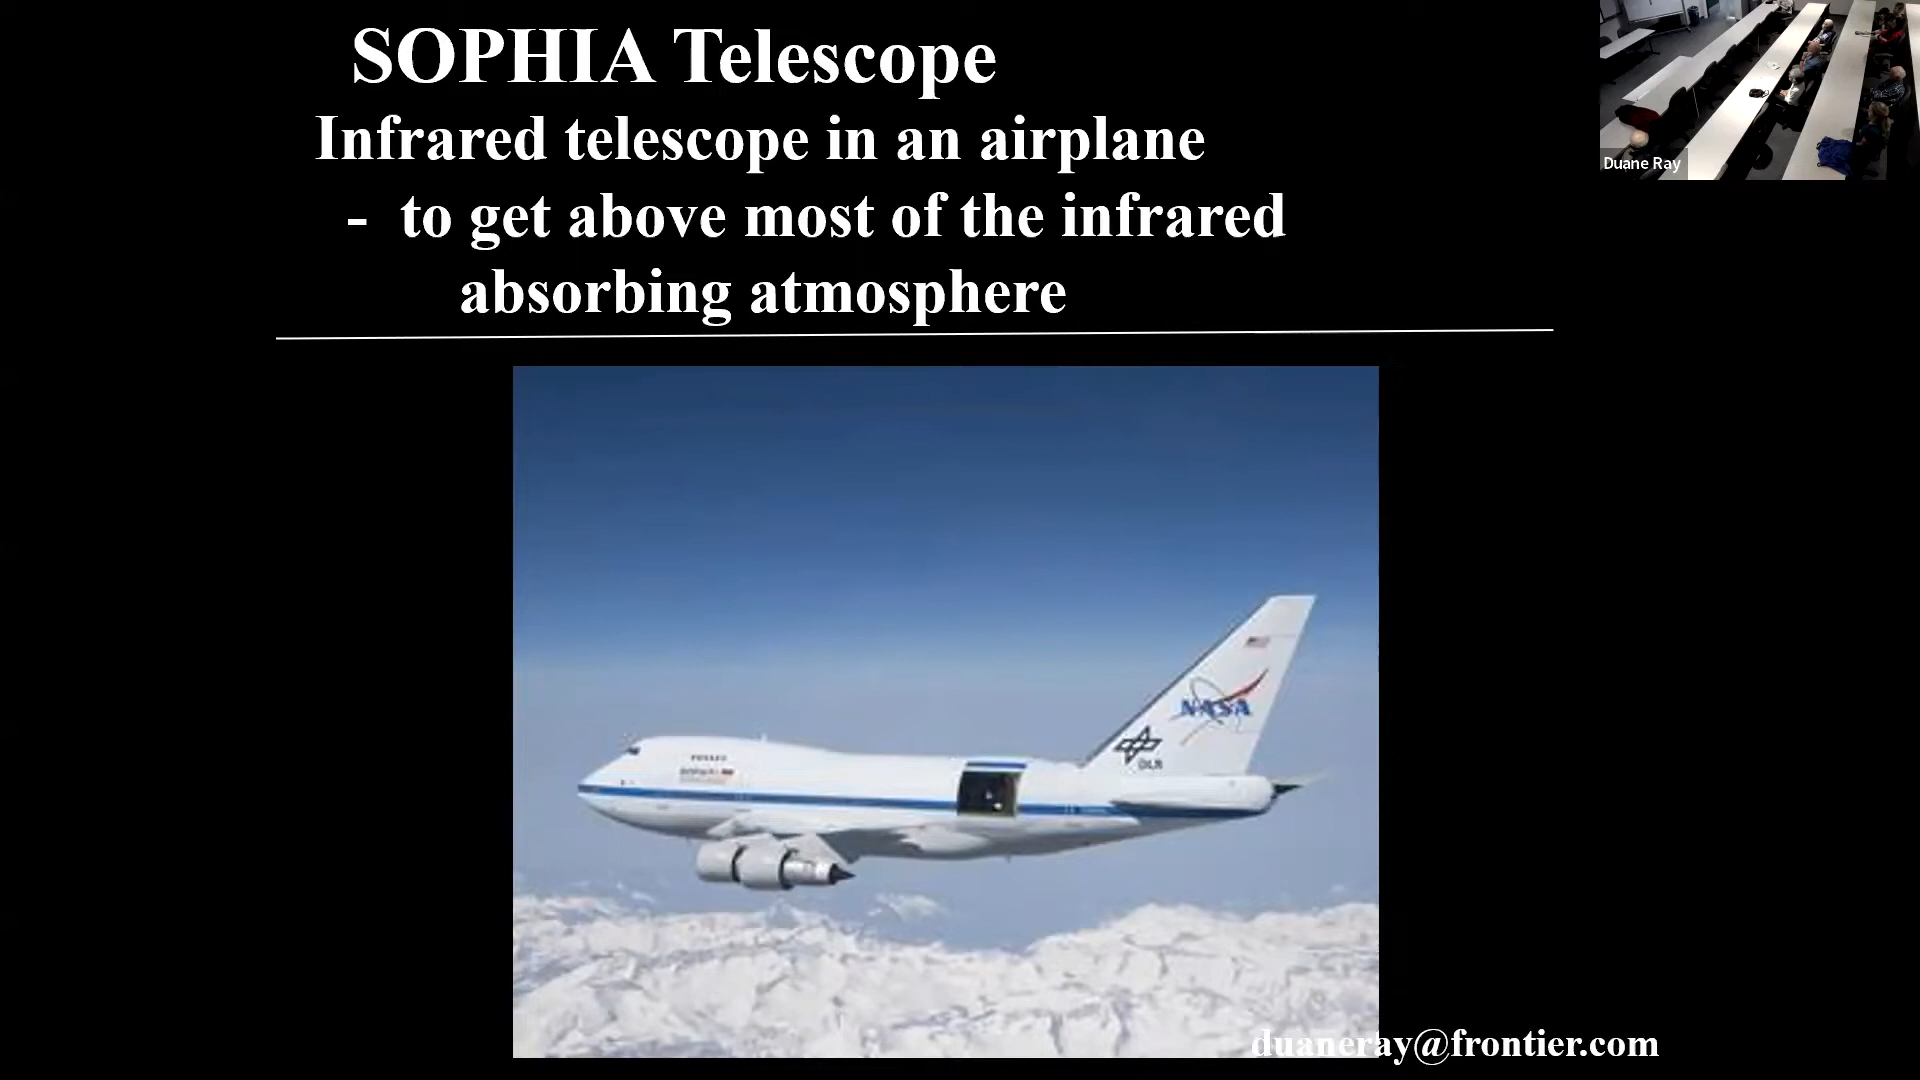 SOPHIA Telescope
Infrared telescope in an airplane
- to get above most of the infrared
absorbing atmosphere
Duane Ray
NASA
DLR
duaneray@frontier.com